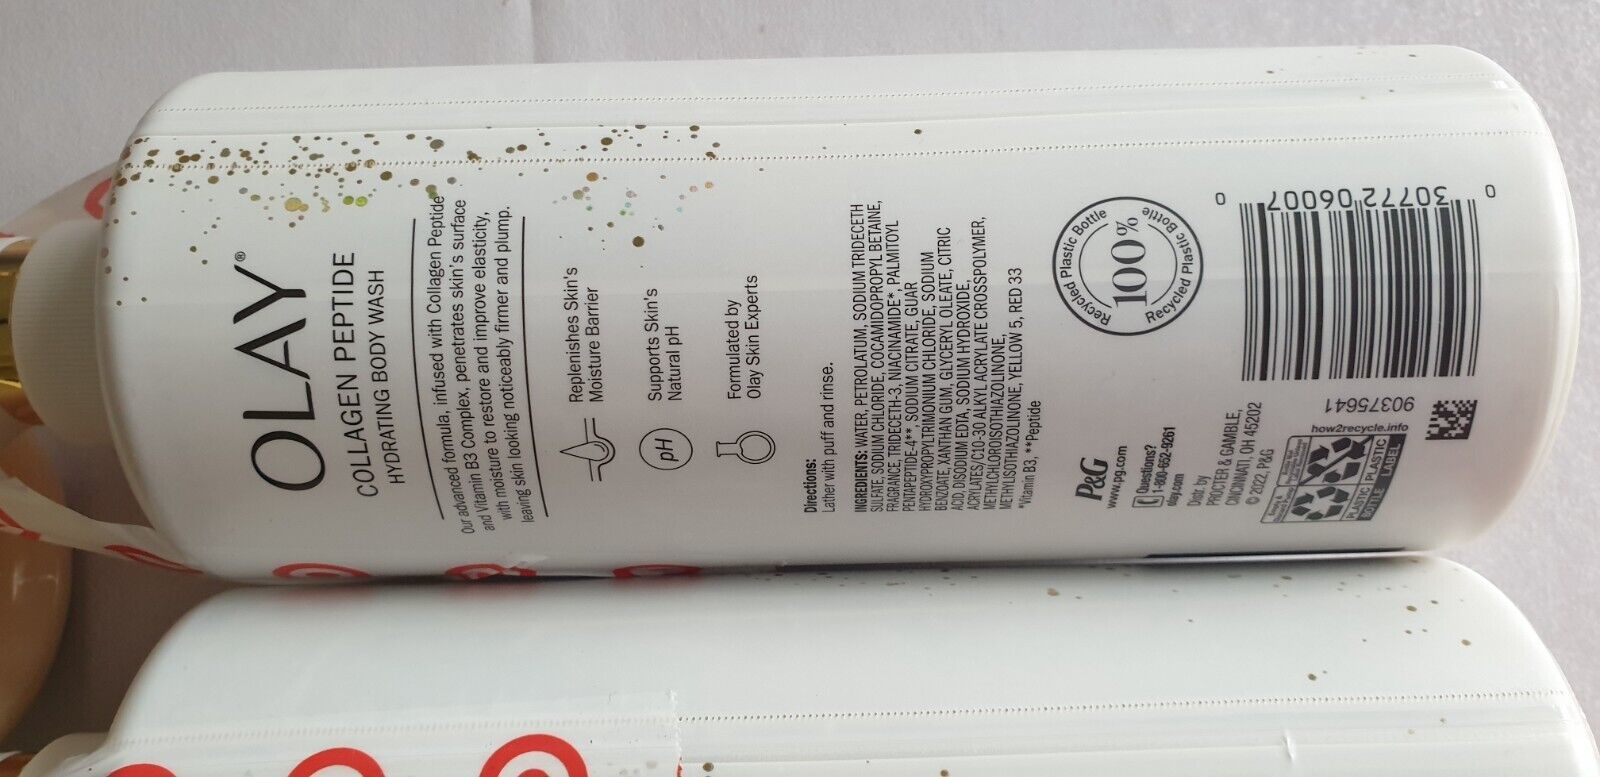 OLAY®
COLLAGEN PEPTIDE
HYDRATING BODY WASH
Our advanced formula, infused with Collagen Peptide
and Vitamin B3 Complex, penetrates skin's surface
with moisture to restore and improve elasticity,
leaving skin looking noticeably firmer and plump.
Replenishes Skin's
Moisture Barrier
pH
Supports Skin's
Natural pH
Formulated by
Olay Skin Experts
Directions:
Lather with puff and rinse.
INGREDIENTS: WATER, PETROLATUM, SODIUM TRIDECETH
SULFATE, SODIUM CHLORIDE, COCAMIDOPROPYL BETAINE,
FRAGRANCE, TRIDECETH-3, NIACINAMIDE*, PALMITOYL
PENTAPEPTIDE-4**, SODIUM CITRATE, GUAR
HYDROXYPROPYLTRIMONIUM CHLORIDE, SODIUM
BENZOATE, XANTHAN GUM, GLYCERYL OLEATE, CITRIC
ACID, DISODIUM EDTA, SODIUM HYDROXIDE,
ACRYLATES/C10-30 ALKYL ACRYLATE CROSSPOLYMER,
METHYLCHLOROISOTHIAZOLINONE,
METHYLISOTHIAZOLINONE, YELLOW 5, RED 33
*Vitamin B3, **Peptide
P&G
www.pg.com
Questions?
1-800-652-9261
olay.com
Distr. by
PROCTER & GAMBLE,
CINCINNATI, OH 45202
© 2022, P&G
Recycled Plastic Bottle
100%
Recycled Plastic Bottle
how2recycle.info
PLASTIC BOTTLE
PLASTIC LABEL
90375641
0 30772 06007 0